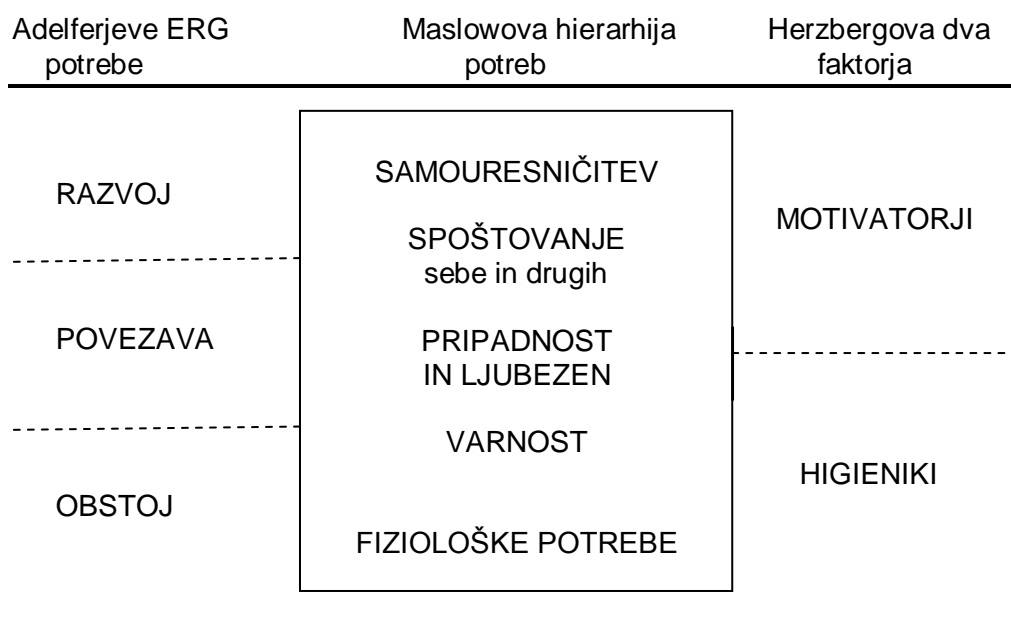 Adelferjeve ERG
potrebe
Maslowova hierarhija
potreb
Herzbergova dva
faktorja
RAZVOJ
POVEZAVA
OBSTOJ
SAMOURESNIČITEV
SPOŠTOVANJE
sebe in drugih
PRIPADNOST
IN LJUBEZEN
VARNOST
FIZIOLOŠKE POTREBE
MOTIVATORJI
HIGIENIKI